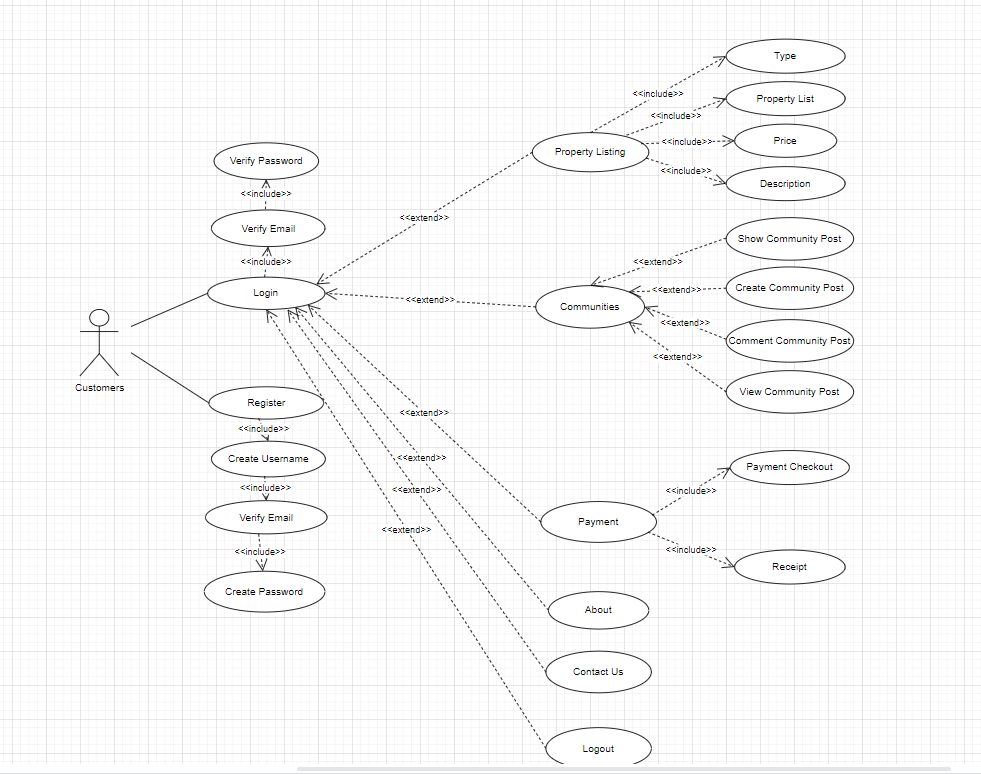 Type
<<include>>
Property List
<<include>>
Property Listing
<<include>>
Price
<<include>>
Description
Verify Password
<<include>>
Verify Email
<<include>>
Login
<<extend>>
<<extend>>
Communities
Show Community Post
<<extend>>
Create Community Post
<<extend>>
Comment Community Post
<<extend>>
View Community Post
<<extend>>
Customers
Register
<<include>>
Create Username
<<include>>
Verify Email
<<include>>
Create Password
<<extend>>
<<extend>>
<<extend>>
<<extend>>
Payment
Payment Checkout
<<include>>
<<include>>
Receipt
About
Contact Us
Logout